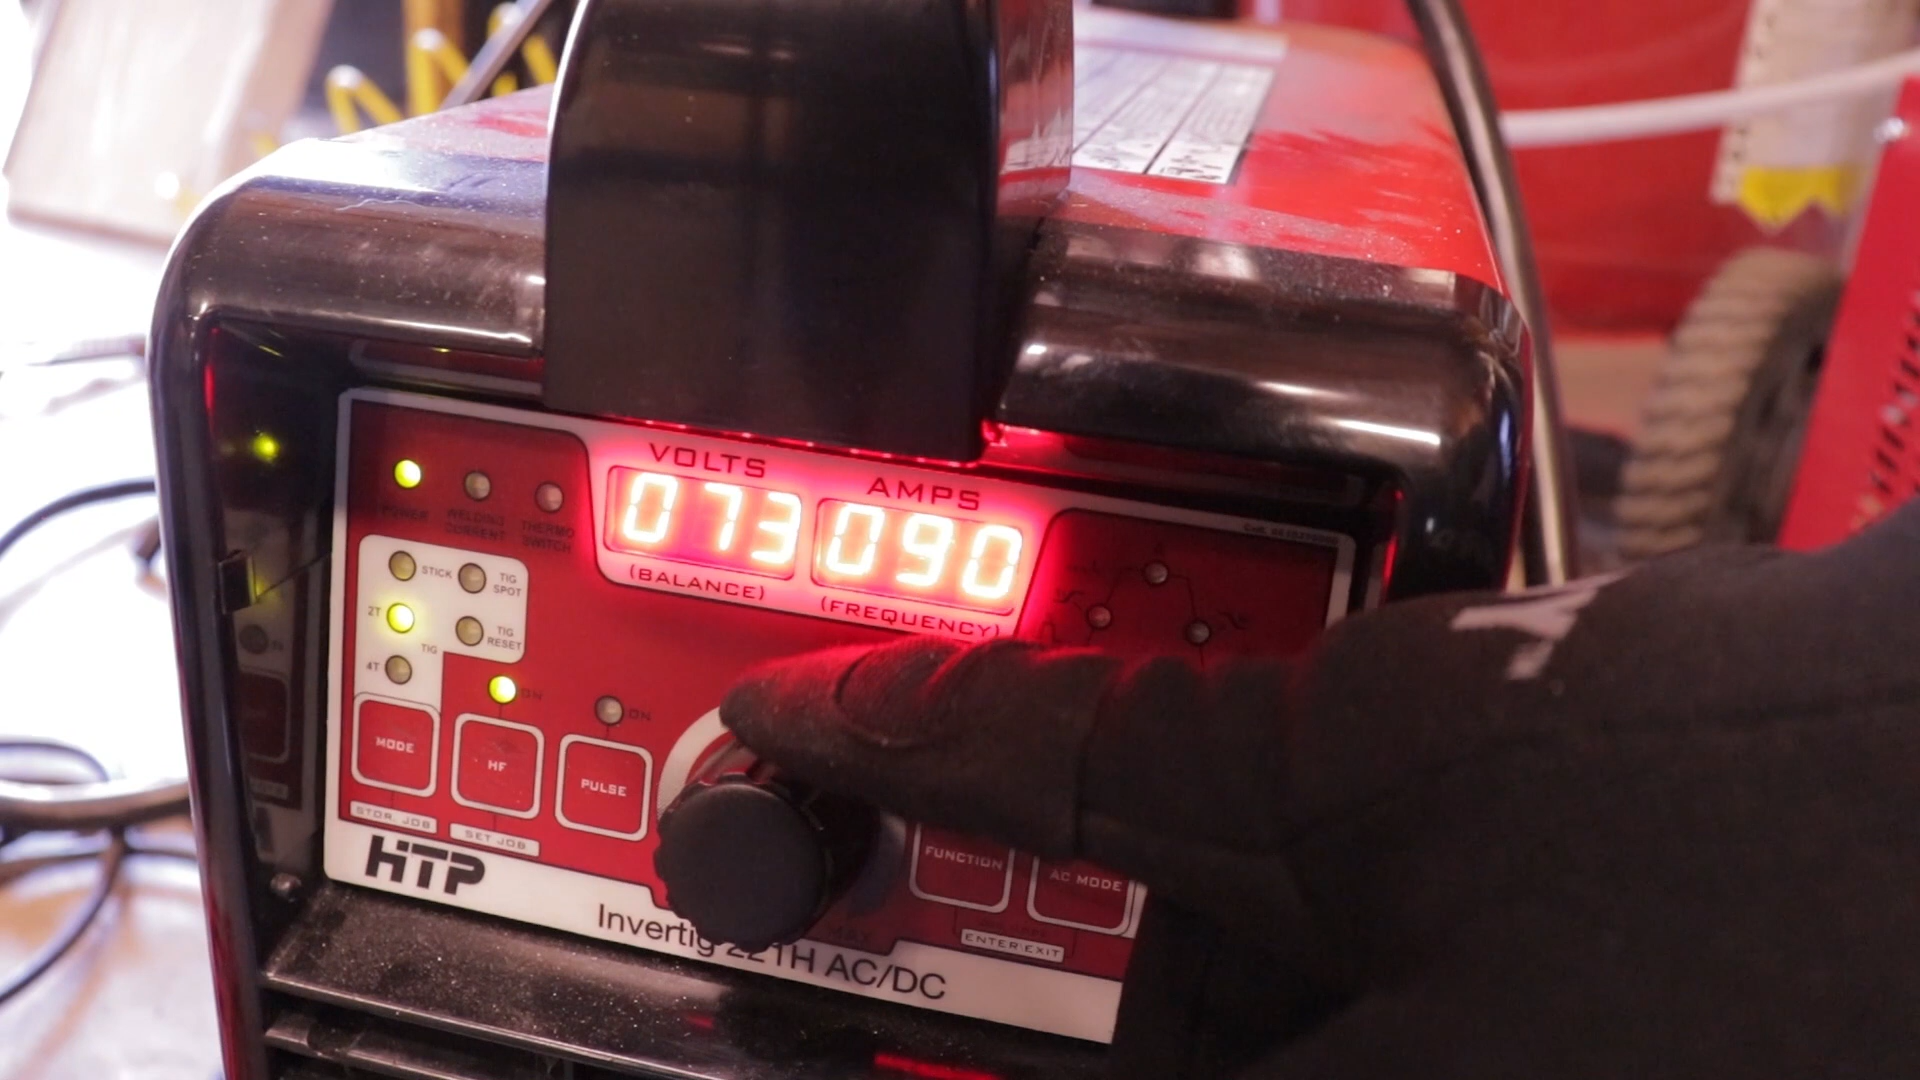 VOLTS
AMPS
073
090
(BALANCE)
(FREQUENCY)
POWER
WELDING
CURRENT
THERMO
SWITCH
STICK
TIG
SPOT
2T
TIG
RESET
TIG
4T
ON
ON
MODE
HF
PULSE
FUNCTION
AC MODE
STOR. JOB
SET JOB
ENTER\EXIT
MAX
HTP
Invertig 221H AC/DC